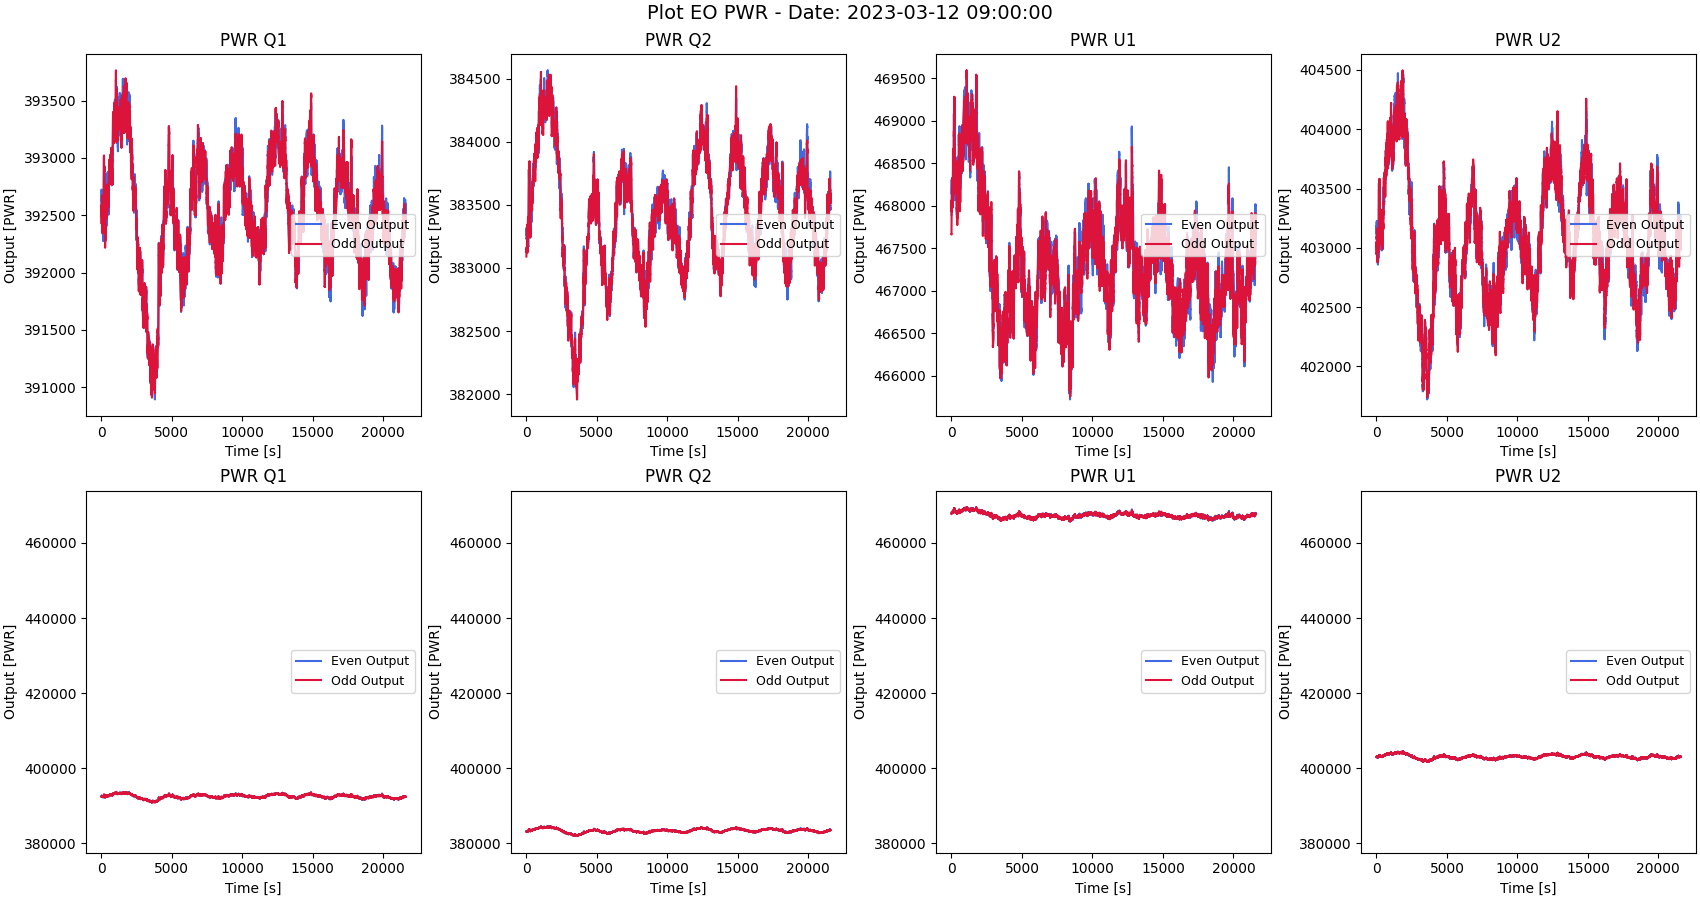 Plot EO PWR - Date: 2023-03-12 09:00:00
PWR Q1
Output [PWR]
393500
393000
392500
392000
391500
391000
0 5000 10000 15000 20000
Time [s]
Even Output
Odd Output
PWR Q2
Output [PWR]
384500
384000
383500
383000
382500
382000
0 5000 10000 15000 20000
Time [s]
Even Output
Odd Output
PWR U1
Output [PWR]
469500
469000
468500
468000
467500
467000
466500
466000
0 5000 10000 15000 20000
Time [s]
Even Output
Odd Output
PWR U2
Output [PWR]
404500
404000
403500
403000
402500
402000
0 5000 10000 15000 20000
Time [s]
Even Output
Odd Output
PWR Q1
Output [PWR]
460000
440000
420000
400000
380000
0 5000 10000 15000 20000
Time [s]
Even Output
Odd Output
PWR Q2
Output [PWR]
460000
440000
420000
400000
380000
0 5000 10000 15000 20000
Time [s]
Even Output
Odd Output
PWR U1
Output [PWR]
460000
440000
420000
400000
380000
0 5000 10000 15000 20000
Time [s]
Even Output
Odd Output
PWR U2
Output [PWR]
460000
440000
420000
400000
380000
0 5000 10000 15000 20000
Time [s]
Even Output
Odd Output